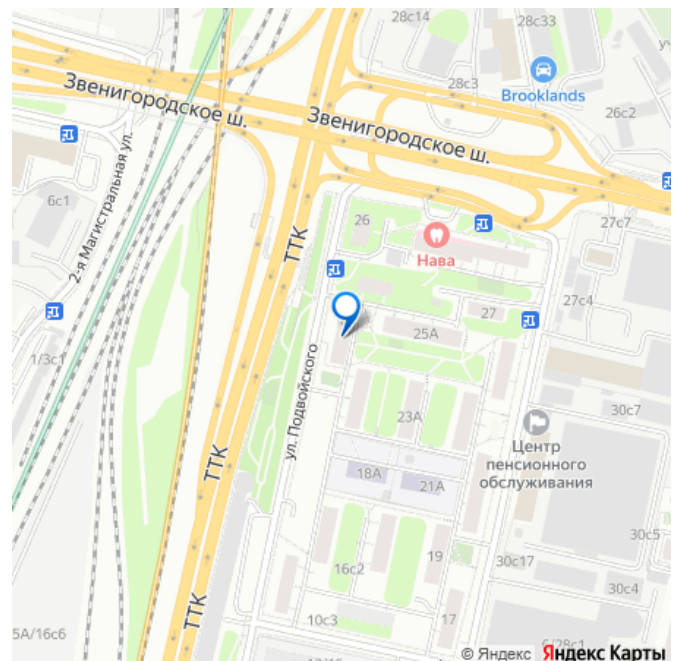 28с14
28с33
уч
28с3
Brooklands
Звенигородское ш.
Звенигородское ш.
26с2
2-я Магистральная ул.
6с1
26
Нава
27с7
ТТК
27с4
27
25А
1/3с1
ул. Подвойского
30с7
23А
Центр
пенсионного
обслуживания
ТТК
18А
21А
30с5
19
16с2
30с17
30с4
10с3
17
ТТК
5А/16с6
6/28с1
© Яндекс Яндекс Карты